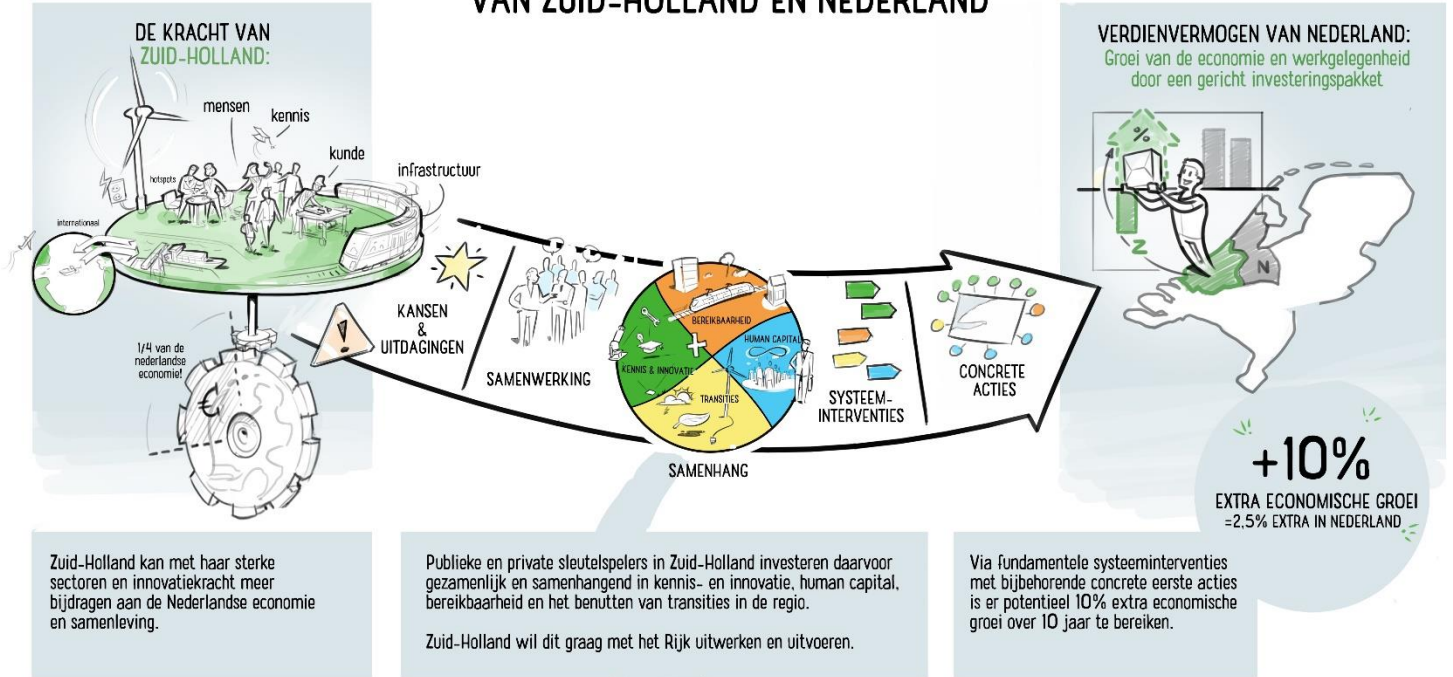 VAN ZUID-HOLLAND EN NEDERLAND
DE KRACHT VAN
ZUID-HOLLAND:
mensen
kennis
kunde
infrastructuur
hotspots
internationaal
1/4 van de
nederlandse
economie!
€
KANSEN
&
UITDAGINGEN
SAMENWERKING
BEREIKBAARHEID
HUMAN CAPITAL
KENNIS & INNOVATIE
TRANSITIES
+
SAMENHANG
SYSTEEM-
INTERVENTIES
CONCRETE
ACTIES
VERDIENVERMOGEN VAN NEDERLAND:
Groei van de economie en werkgelegenheid
door een gericht investeringspakket
%
Z
N
+10%
EXTRA ECONOMISCHE GROEI
=2,5% EXTRA IN NEDERLAND
Zuid-Holland kan met haar sterke
sectoren en innovatiekracht meer
bijdragen aan de Nederlandse economie
en samenleving.
Publieke en private sleutelspelers in Zuid-Holland investeren daarvoor
gezamenlijk en samenhangend in kennis- en innovatie, human capital,
bereikbaarheid en het benutten van transities in de regio.
Zuid-Holland wil dit graag met het Rijk uitwerken en uitvoeren.
Via fundamentele systeeminterventies
met bijbehorende concrete eerste acties
is er potentieel 10% extra economische
groei over 10 jaar te bereiken.